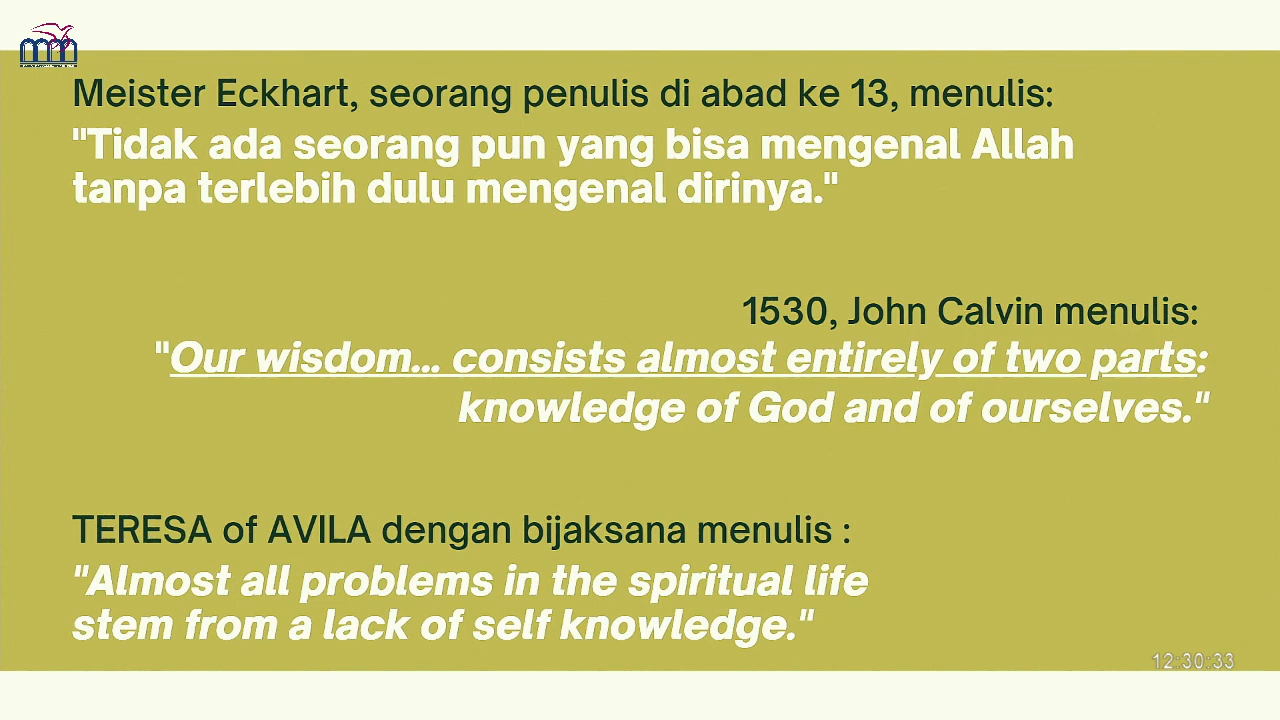 Meister Eckhart, seorang penulis di abad ke 13, menulis:
"Tidak ada seorang pun yang bisa mengenal Allah
tanpa terlebih dulu mengenal dirinya."
1530, John Calvin menulis:
"Our wisdom... consists almost entirely of two parts:
knowledge of God and of ourselves."
TERESA of AVILA dengan bijaksana menulis :
"Almost all problems in the spiritual life
stem from a lack of self knowledge."
12:30:33